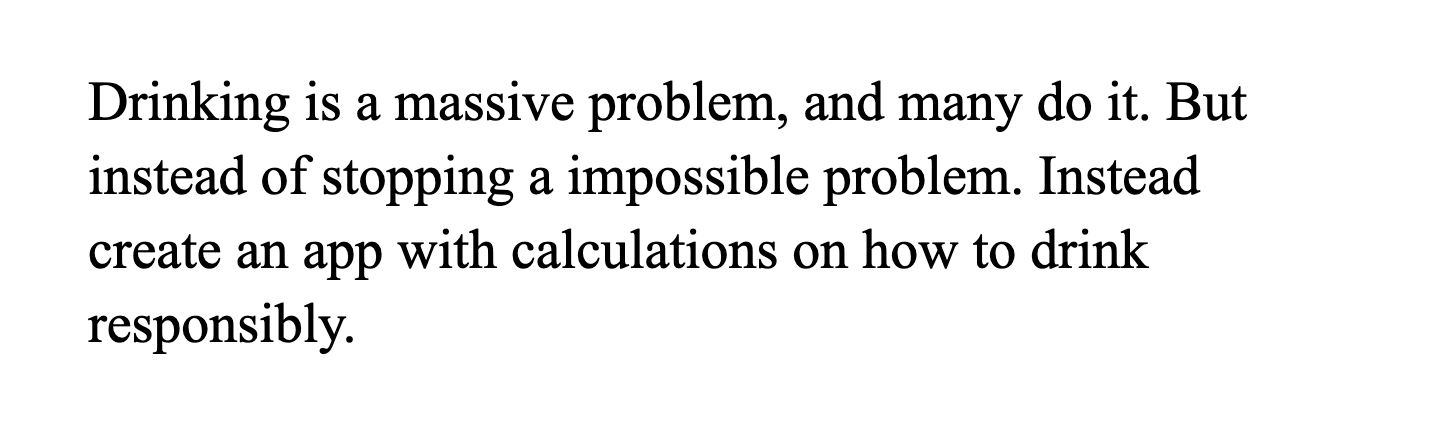 Drinking is a massive problem, and many do it. But
instead of stopping a impossible problem. Instead
create an app with calculations on how to drink
responsibly.